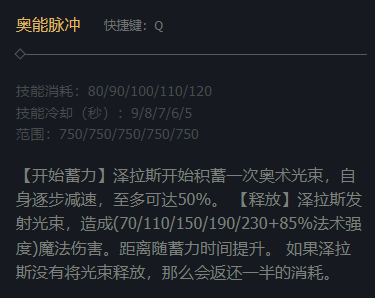 奥能脉冲 快捷键：Q
技能消耗：80/90/100/110/120
技能冷却（秒）：9/8/7/6/5
范围：750/750/750/750/750
【开始蓄力】泽拉斯开始积蓄一次奥术光束，自
身逐步减速，至多可达50%。 【释放】泽拉斯发
射光束，造成(70/110/150/190/230+85%法术强
度)魔法伤害。距离随蓄力时间提升。 如果泽拉
斯没有将光束释放，那么会返还一半的消耗。